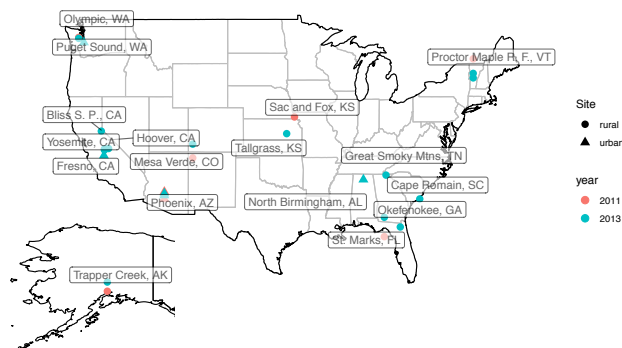 Olympic, WA
Puget Sound, WA
Proctor Maple R. F., VT
Bliss S. P., CA
Sac and Fox, KS
Site
rural
urban
Yosemite, CA
Hoover, CA
Tallgrass, KS
Fresno, CA
Mesa Verde, CO
Great Smoky Mtns, TN
year
2011
2013
Phoenix, AZ
North Birmingham, AL
Cape Romain, SC
Okefenokee, GA
St. Marks, FL
Trapper Creek, AK